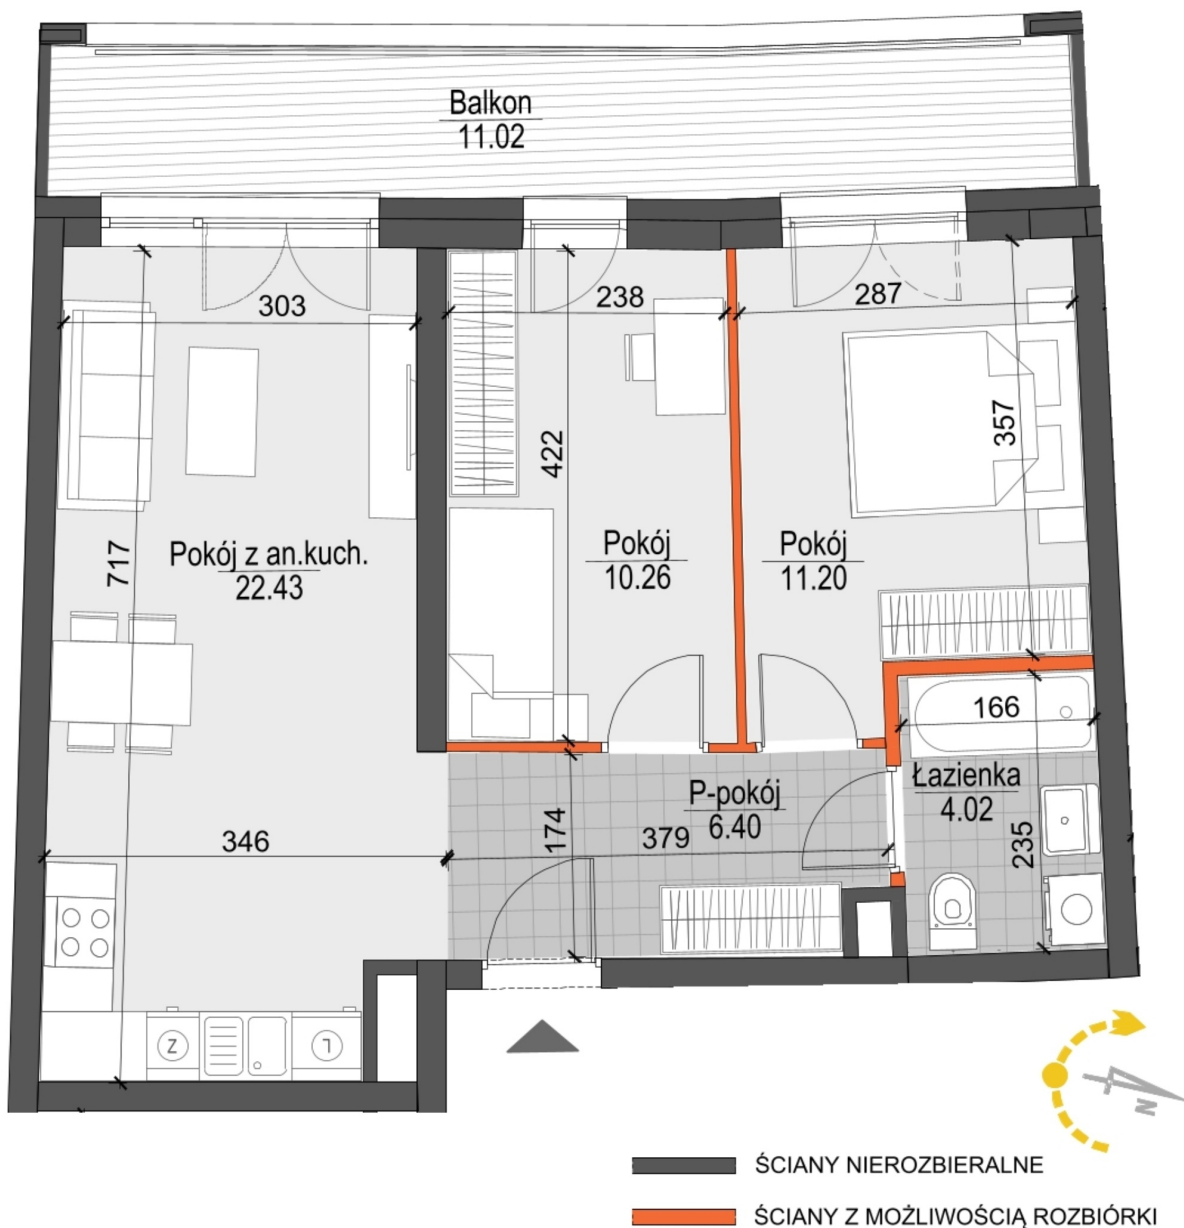 Balkon
11.02
303
238
287
422
357
717
Pokój z an.kuch.
22.43
Pokój
10.26
Pokój
11.20
166
Łazienka
4.02
P-pokój
6.40
174
379
346
235
Z
L
N
ŚCIANY NIEROZBIERALNE
ŚCIANY Z MOŻLIWOŚCIĄ ROZBIÓRKI